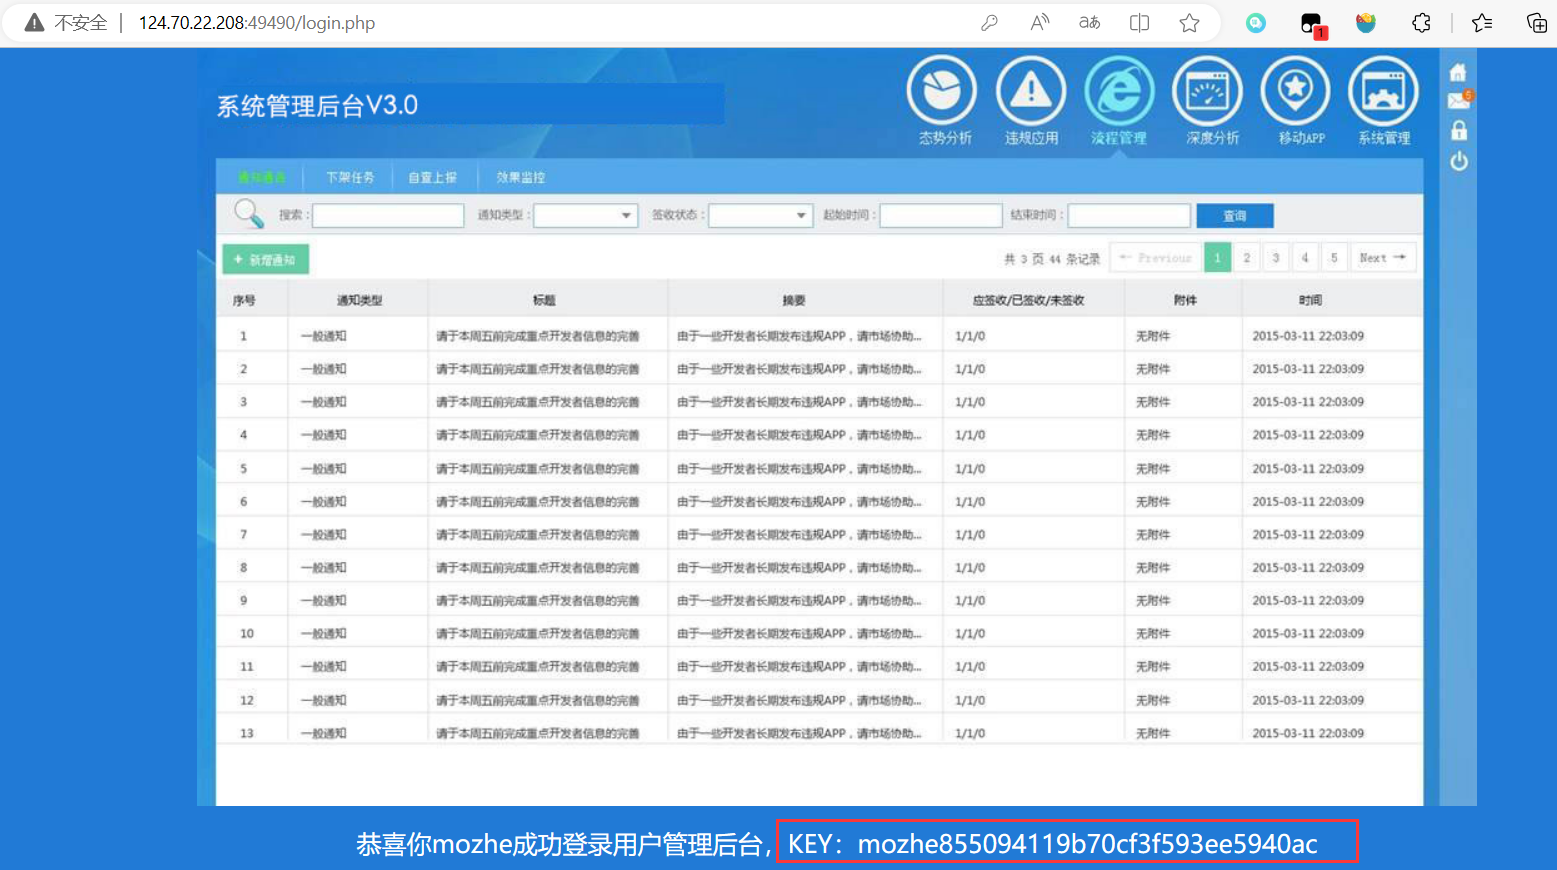 不安全 124.70.22.208:49490/login.php
A》 aあ
1
系统管理后台V3.0
态势分析 违规应用 流程管理 深度分析 移动APP 系统管理
5
通知通告 下架任务 自查上报 效果监控
搜索: 通知类型: 签收状态: 起始时间: 结束时间: 查询
+ 新增通知 共 3 页 44 条记录 ← Previous 1 2 3 4 5 Next →
序号 通知类型 标题 摘要 应签收/已签收/未签收 附件 时间
1 一般通知 请于本周五前完成重点开发者信息的完善 由于一些开发者长期发布违规APP，请市场协助... 1/1/0 无附件 2015-03-11 22:03:09
2 一般通知 请于本周五前完成重点开发者信息的完善 由于一些开发者长期发布违规APP，请市场协助... 1/1/0 无附件 2015-03-11 22:03:09
3 一般通知 请于本周五前完成重点开发者信息的完善 由于一些开发者长期发布违规APP，请市场协助... 1/1/0 无附件 2015-03-11 22:03:09
4 一般通知 请于本周五前完成重点开发者信息的完善 由于一些开发者长期发布违规APP，请市场协助... 1/1/0 无附件 2015-03-11 22:03:09
5 一般通知 请于本周五前完成重点开发者信息的完善 由于一些开发者长期发布违规APP，请市场协助... 1/1/0 无附件 2015-03-11 22:03:09
6 一般通知 请于本周五前完成重点开发者信息的完善 由于一些开发者长期发布违规APP，请市场协助... 1/1/0 无附件 2015-03-11 22:03:09
7 一般通知 请于本周五前完成重点开发者信息的完善 由于一些开发者长期发布违规APP，请市场协助... 1/1/0 无附件 2015-03-11 22:03:09
8 一般通知 请于本周五前完成重点开发者信息的完善 由于一些开发者长期发布违规APP，请市场协助... 1/1/0 无附件 2015-03-11 22:03:09
9 一般通知 请于本周五前完成重点开发者信息的完善 由于一些开发者长期发布违规APP，请市场协助... 1/1/0 无附件 2015-03-11 22:03:09
10 一般通知 请于本周五前完成重点开发者信息的完善 由于一些开发者长期发布违规APP，请市场协助... 1/1/0 无附件 2015-03-11 22:03:09
11 一般通知 请于本周五前完成重点开发者信息的完善 由于一些开发者长期发布违规APP，请市场协助... 1/1/0 无附件 2015-03-11 22:03:09
12 一般通知 请于本周五前完成重点开发者信息的完善 由于一些开发者长期发布违规APP，请市场协助... 1/1/0 无附件 2015-03-11 22:03:09
13 一般通知 请于本周五前完成重点开发者信息的完善 由于一些开发者长期发布违规APP，请市场协助... 1/1/0 无附件 2015-03-11 22:03:09
恭喜你mozhe成功登录用户管理后台，KEY：mozhe855094119b70cf3f593ee5940ac